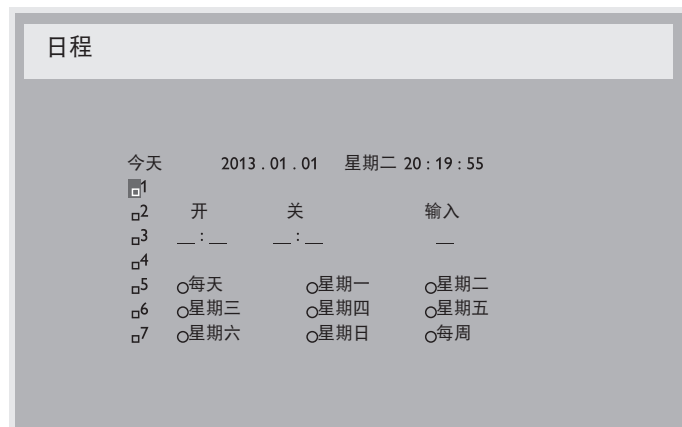 日程
今天 2013 . 01 . 01 星期二 20 : 19 : 55
1
2 开 关 输入
3 __ : __ __ : __ __
4
5 每天 星期一 星期二
6 星期三 星期四 星期五
7 星期六 星期日 每周